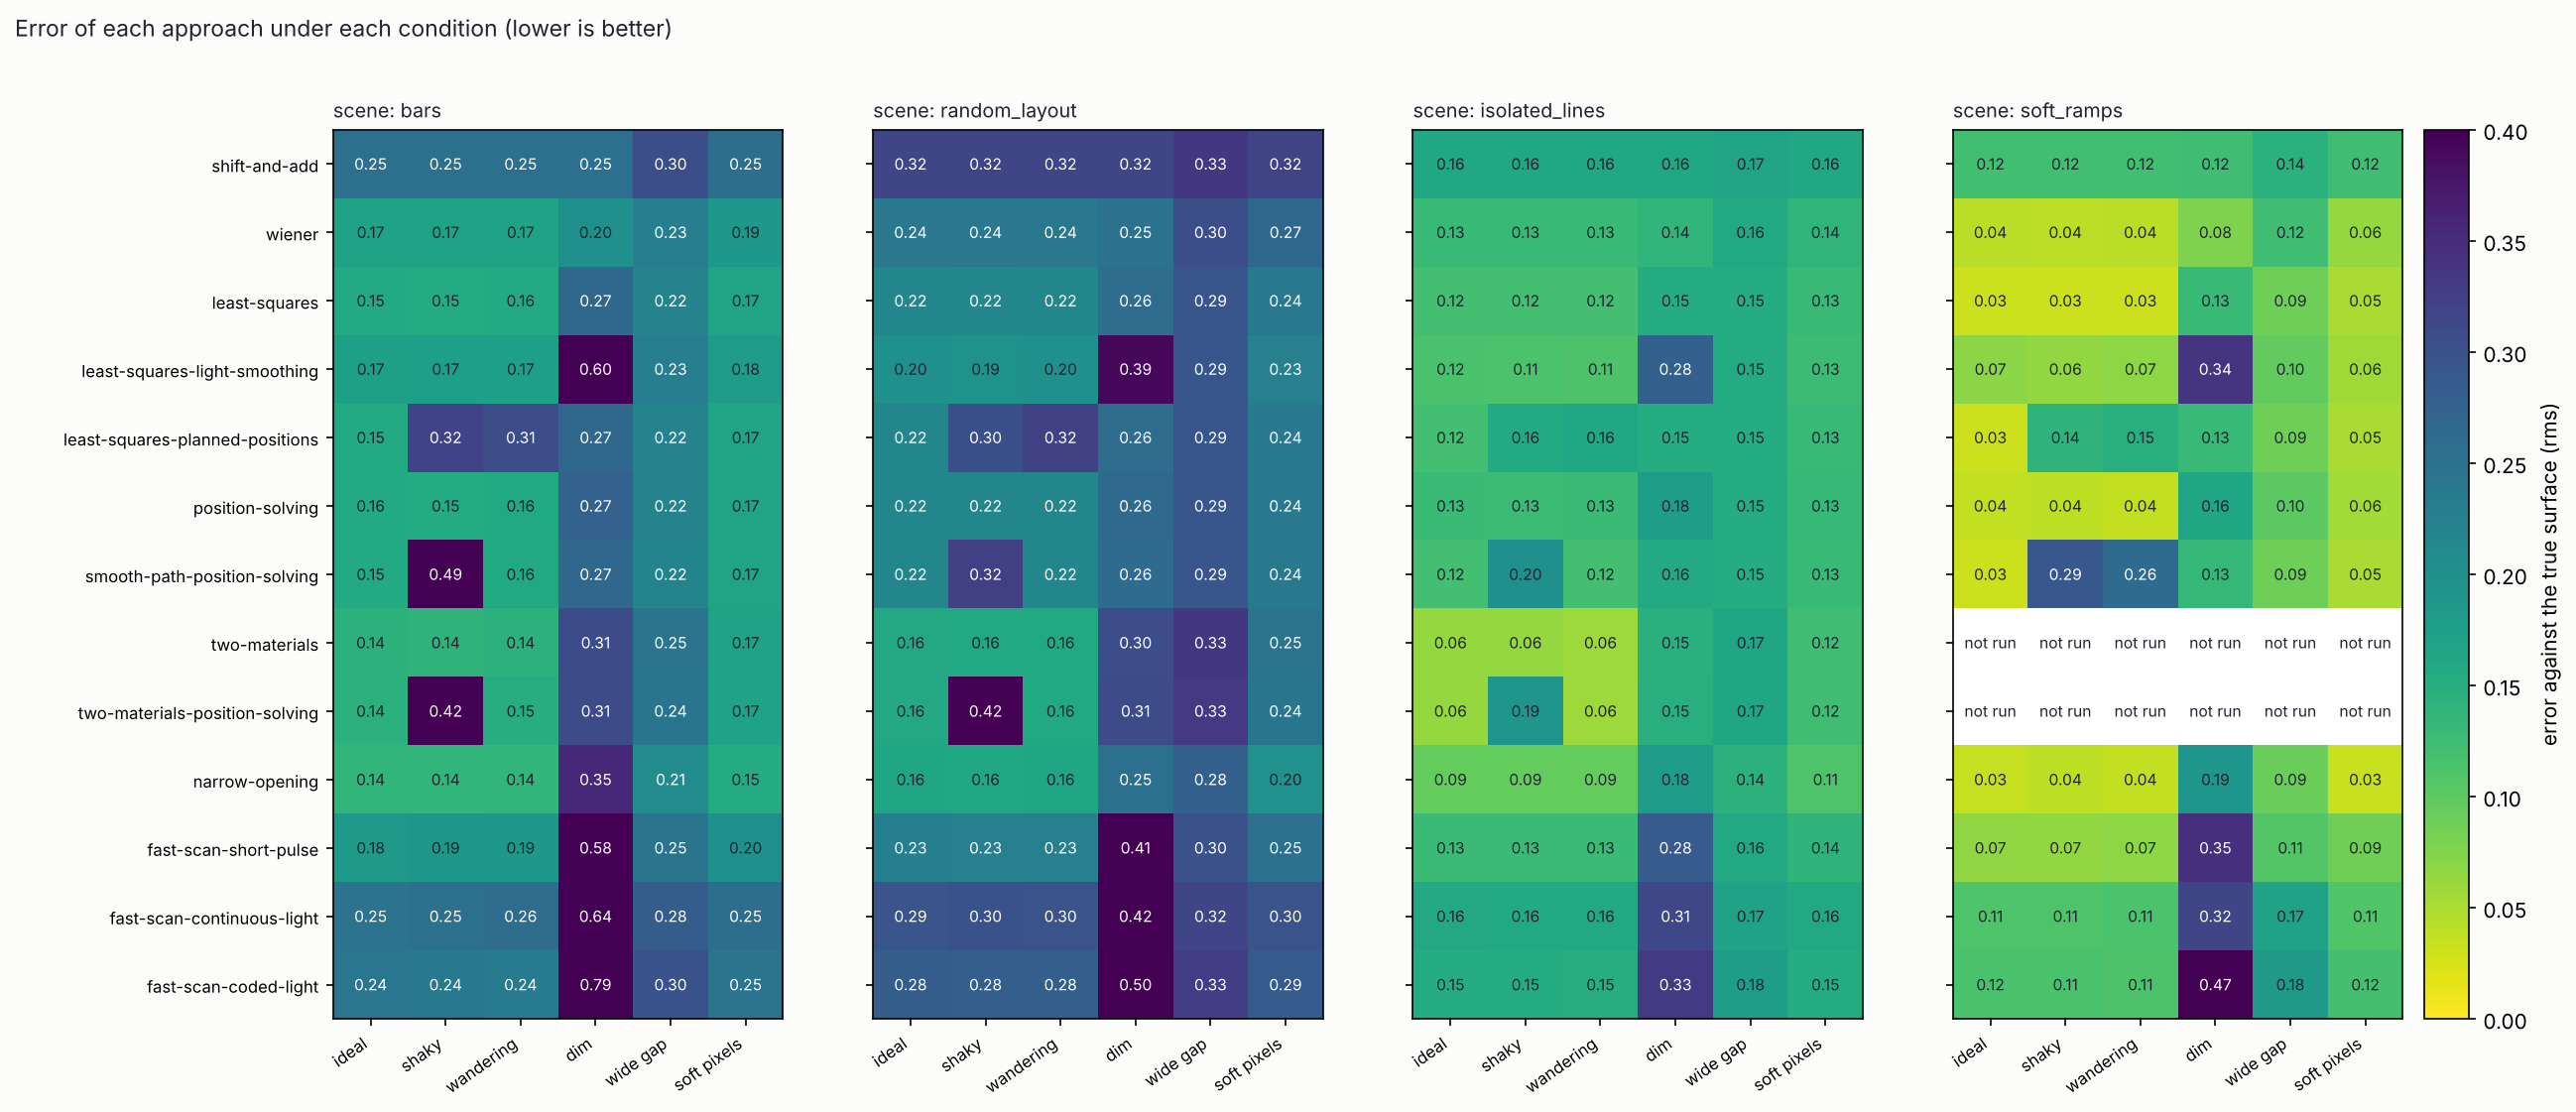 Error of each approach under each condition (lower is better)
scene: bars
scene: random_layout
scene: isolated_lines
scene: soft_ramps
shift-and-add 0.25 0.25 0.25 0.25 0.30 0.25 0.32 0.32 0.32 0.32 0.33 0.32 0.16 0.16 0.16 0.16 0.17 0.16 0.12 0.12 0.12 0.12 0.14 0.12
wiener 0.17 0.17 0.17 0.20 0.23 0.19 0.24 0.24 0.24 0.25 0.30 0.27 0.13 0.13 0.13 0.14 0.16 0.14 0.04 0.04 0.04 0.08 0.12 0.06
least-squares 0.15 0.15 0.16 0.27 0.22 0.17 0.22 0.22 0.22 0.26 0.29 0.24 0.12 0.12 0.12 0.15 0.15 0.13 0.03 0.03 0.03 0.13 0.09 0.05
least-squares-light-smoothing 0.17 0.17 0.17 0.60 0.23 0.18 0.20 0.19 0.20 0.39 0.29 0.23 0.12 0.11 0.11 0.28 0.15 0.13 0.07 0.06 0.07 0.34 0.10 0.06
least-squares-planned-positions 0.15 0.32 0.31 0.27 0.22 0.17 0.22 0.30 0.32 0.26 0.29 0.24 0.12 0.16 0.16 0.15 0.15 0.13 0.03 0.14 0.15 0.13 0.09 0.05
position-solving 0.16 0.15 0.16 0.27 0.22 0.17 0.22 0.22 0.22 0.26 0.29 0.24 0.13 0.13 0.13 0.18 0.15 0.13 0.04 0.04 0.04 0.16 0.10 0.06
smooth-path-position-solving 0.15 0.49 0.16 0.27 0.22 0.17 0.22 0.32 0.22 0.26 0.29 0.24 0.12 0.20 0.12 0.16 0.15 0.13 0.03 0.29 0.26 0.13 0.09 0.05
two-materials 0.14 0.14 0.14 0.31 0.25 0.17 0.16 0.16 0.16 0.30 0.33 0.25 0.06 0.06 0.06 0.15 0.17 0.12 not run not run not run not run not run not run
two-materials-position-solving 0.14 0.42 0.15 0.31 0.24 0.17 0.16 0.42 0.16 0.31 0.33 0.24 0.06 0.19 0.06 0.15 0.17 0.12 not run not run not run not run not run not run
narrow-opening 0.14 0.14 0.14 0.35 0.21 0.15 0.16 0.16 0.16 0.25 0.28 0.20 0.09 0.09 0.09 0.18 0.14 0.11 0.03 0.04 0.04 0.19 0.09 0.03
fast-scan-short-pulse 0.18 0.19 0.19 0.58 0.25 0.20 0.23 0.23 0.23 0.41 0.30 0.25 0.13 0.13 0.13 0.28 0.16 0.14 0.07 0.07 0.07 0.35 0.11 0.09
fast-scan-continuous-light 0.25 0.25 0.26 0.64 0.28 0.25 0.29 0.30 0.30 0.42 0.32 0.30 0.16 0.16 0.16 0.31 0.17 0.16 0.11 0.11 0.11 0.32 0.17 0.11
fast-scan-coded-light 0.24 0.24 0.24 0.79 0.30 0.25 0.28 0.28 0.28 0.50 0.33 0.29 0.15 0.15 0.15 0.33 0.18 0.15 0.12 0.11 0.11 0.47 0.18 0.12
ideal shaky wandering dim wide gap soft pixels
ideal shaky wandering dim wide gap soft pixels
ideal shaky wandering dim wide gap soft pixels
ideal shaky wandering dim wide gap soft pixels
0.40
0.35
0.30
0.25
0.20
0.15
0.10
0.05
0.00
error against the true surface (rms)